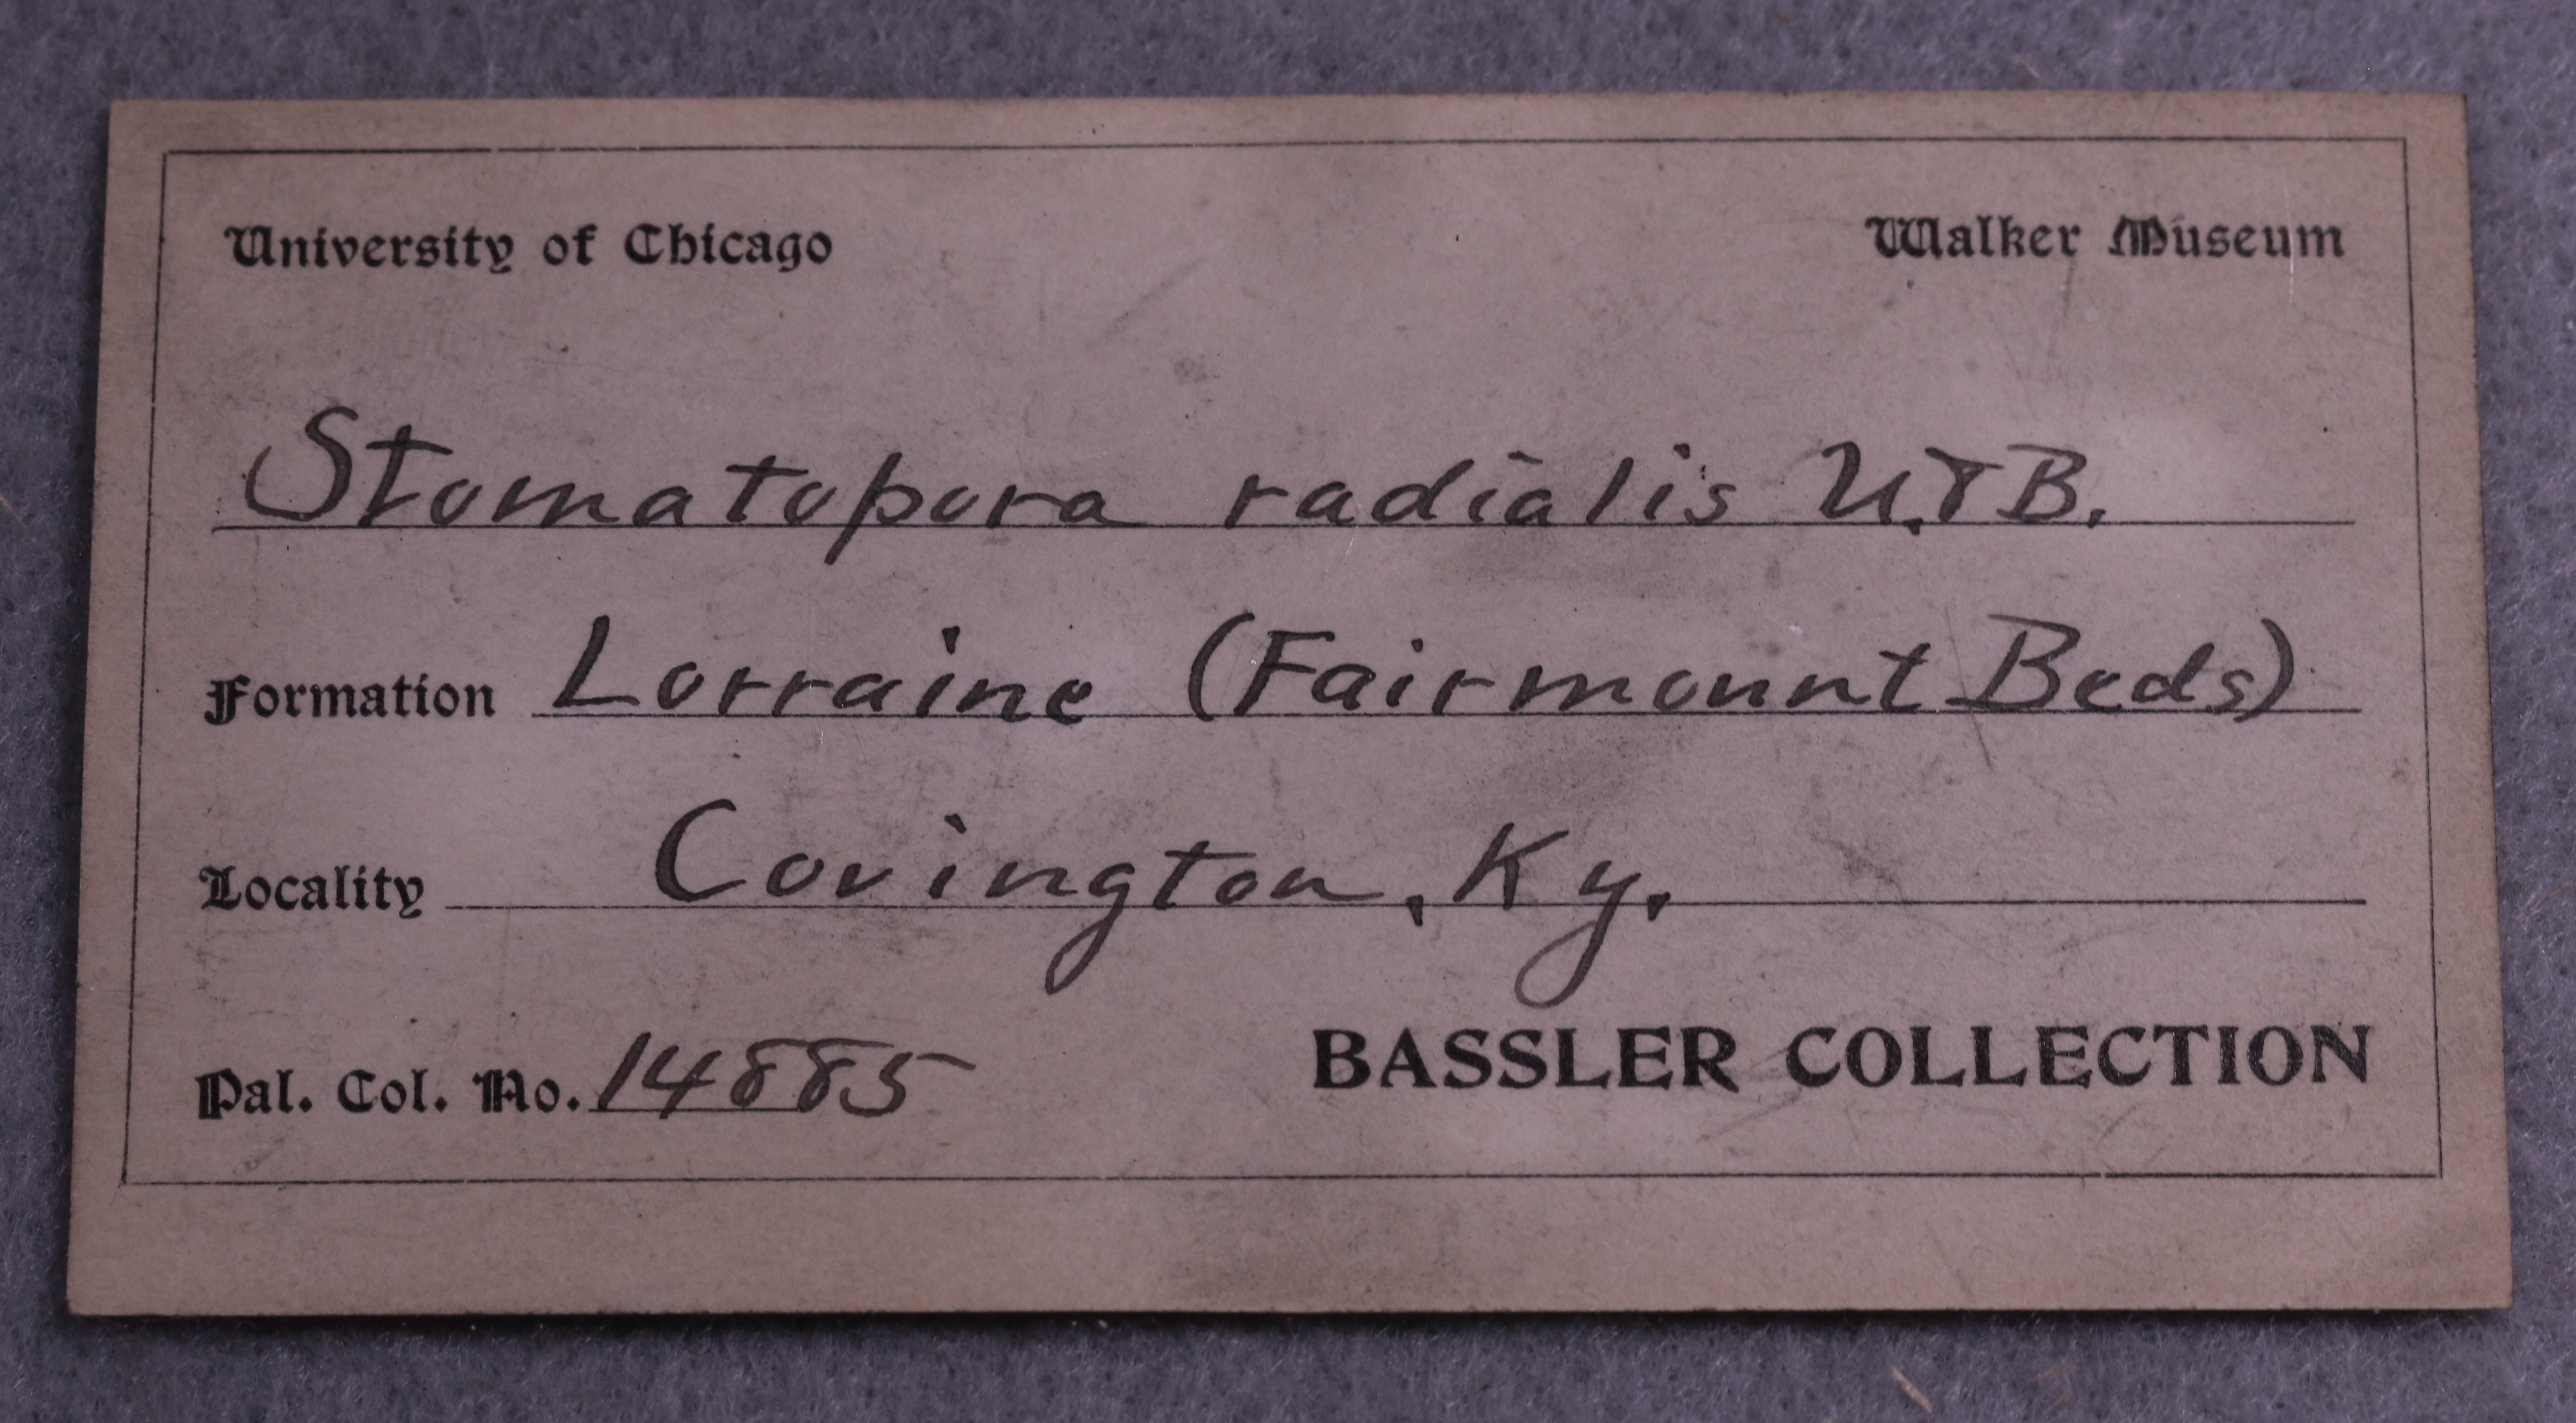 University of Chicago Walker Museum
Stomatopora radialis U. & B.
Formation Lorraine (Fairmount Beds)
Locality Covington, Ky.
Pal. Col. No. 14885 BASSLER COLLECTION